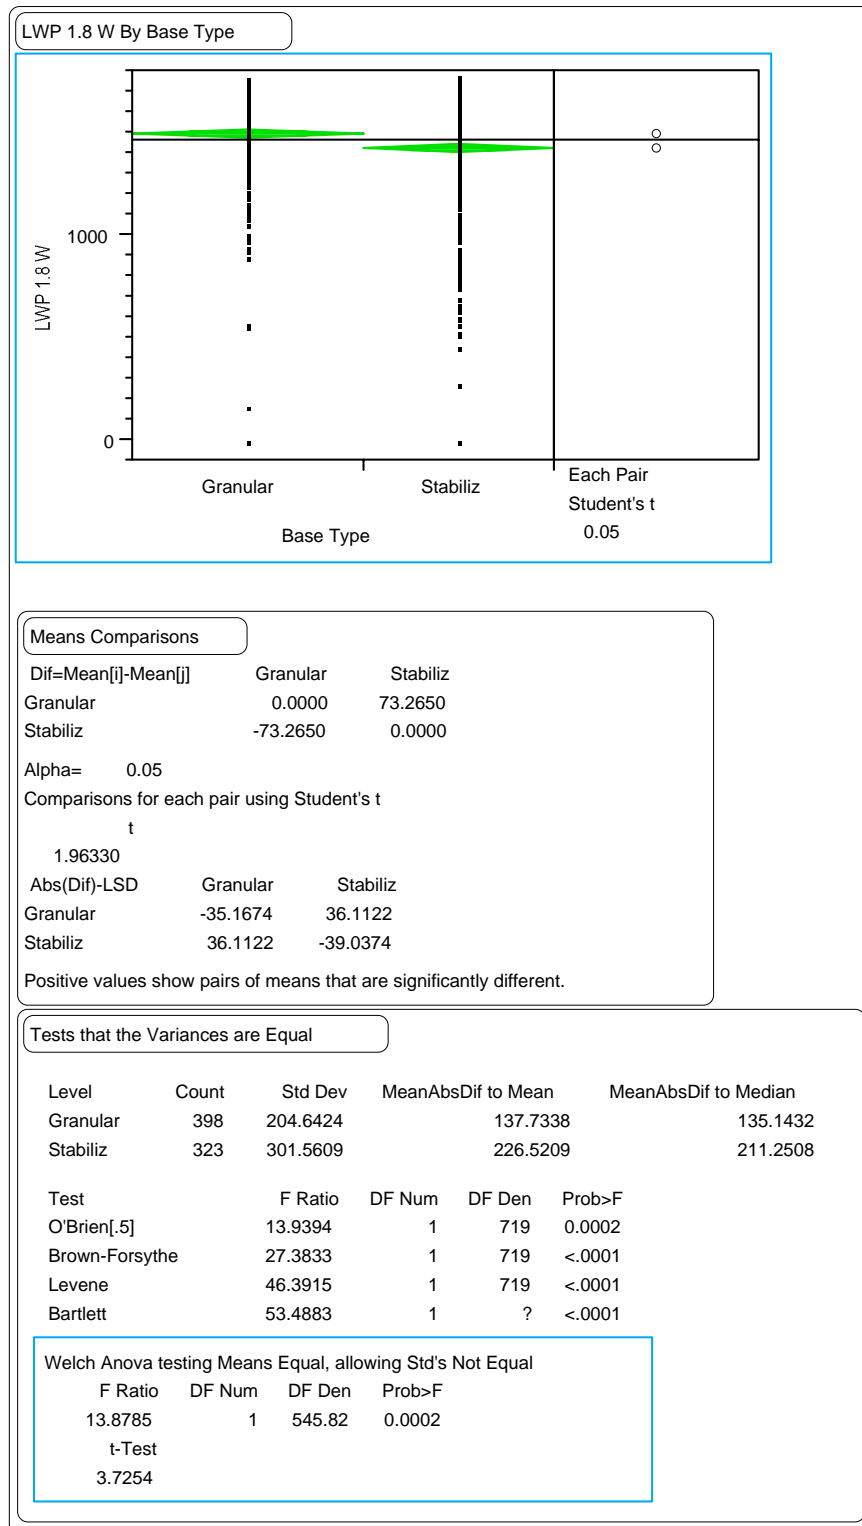 LWP 1.8 W By Base Type
LWP 1.8 W
1000
0
Granular Stabiliz
Each Pair
Student's t
0.05
Base Type
Means Comparisons
Dif=Mean[i]-Mean[j] Granular Stabiliz
Granular 0.0000 73.2650
Stabiliz -73.2650 0.0000
Alpha= 0.05
Comparisons for each pair using Student's t
t
1.96330
Abs(Dif)-LSD Granular Stabiliz
Granular -35.1674 36.1122
Stabiliz 36.1122 -39.0374
Positive values show pairs of means that are significantly different.
Tests that the Variances are Equal
Level Count Std Dev MeanAbsDif to Mean MeanAbsDif to Median
Granular 398 204.6424 137.7338 135.1432
Stabiliz 323 301.5609 226.5209 211.2508
Test F Ratio DF Num DF Den Prob>F
O'Brien[.5] 13.9394 1 719 0.0002
Brown-Forsythe 27.3833 1 719 <.0001
Levene 46.3915 1 719 <.0001
Bartlett 53.4883 1 ? <.0001
Welch Anova testing Means Equal, allowing Std's Not Equal
F Ratio DF Num DF Den Prob>F
13.8785 1 545.82 0.0002
t-Test
3.7254